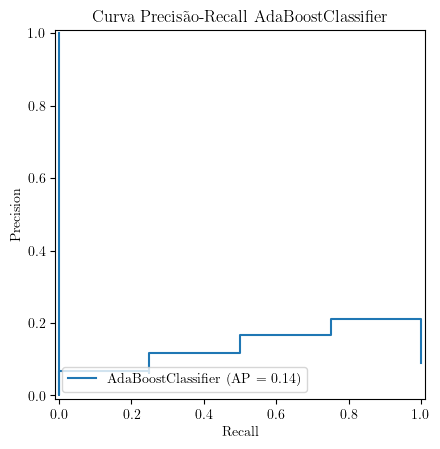 Curva Precisão-Recall AdaBoostClassifier
1.0
0.8
0.6
0.4
0.2
0.0
Precision
AdaBoostClassifier (AP = 0.14)
0.0 0.2 0.4 0.6 0.8 1.0
Recall